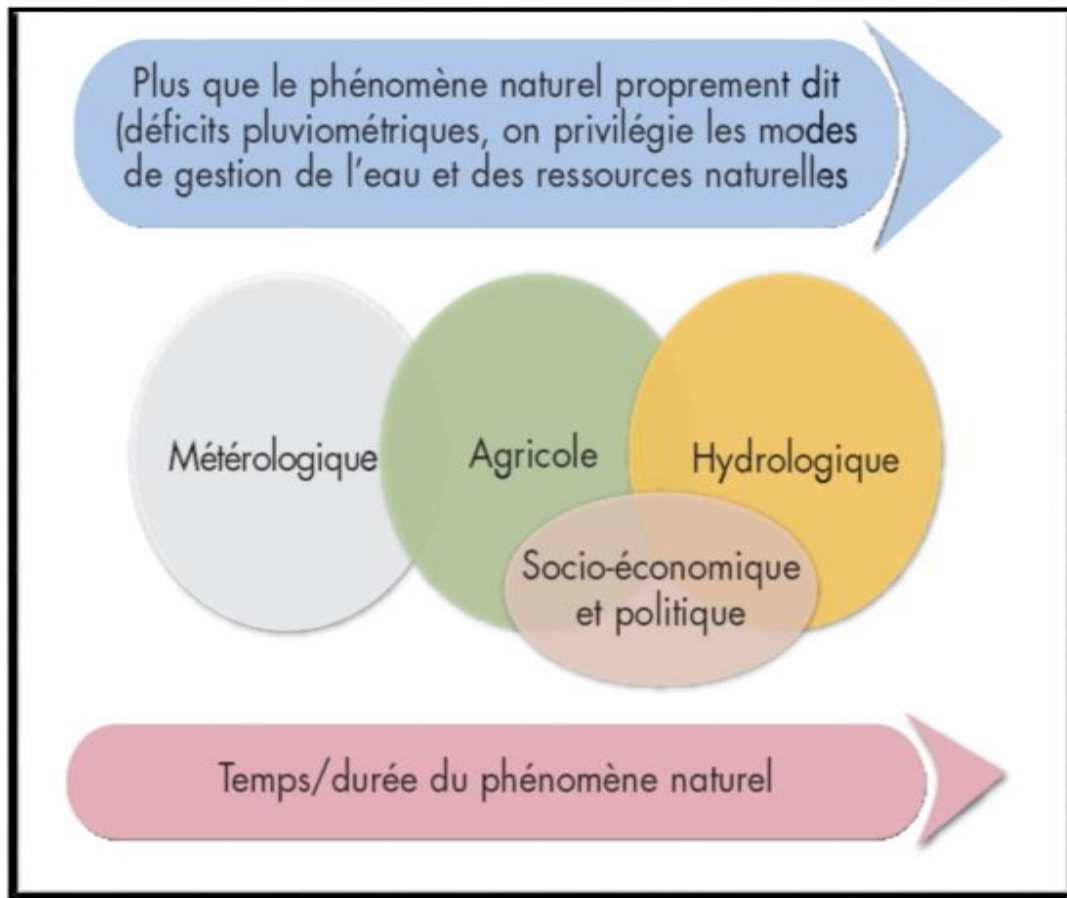 Plus que le phénomène naturel proprement dit
(déficits pluviométriques, on privilégie les modes
de gestion de l'eau et des ressources naturelles
Métérologique
Agricole
Hydrologique
Socio-économique
et politique
Temps/durée du phénomène naturel